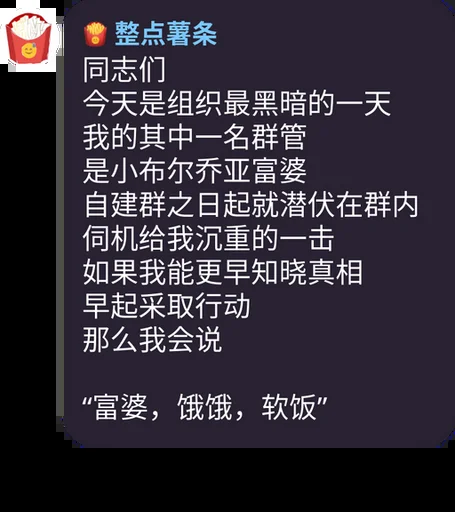 🍟 整点薯条
同志们
今天是组织最黑暗的一天
我的其中一名群管
是小布尔乔亚富婆
自建群之日起就潜伏在群内
伺机给我沉重的一击
如果我能更早知晓真相
早起采取行动
那么我会说
“富婆，饿饿，软饭”